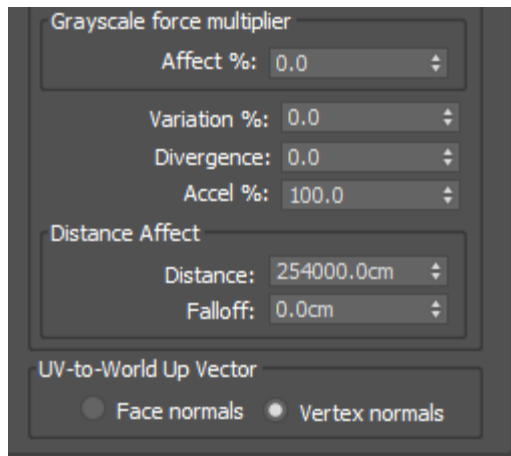 Grayscale force multiplier
Affect %: 0.0
Variation %: 0.0
Divergence: 0.0
Accel %: 100.0
Distance Affect
Distance: 254000.0cm
Falloff: 0.0cm
UV-to-World Up Vector
Face normals Vertex normals